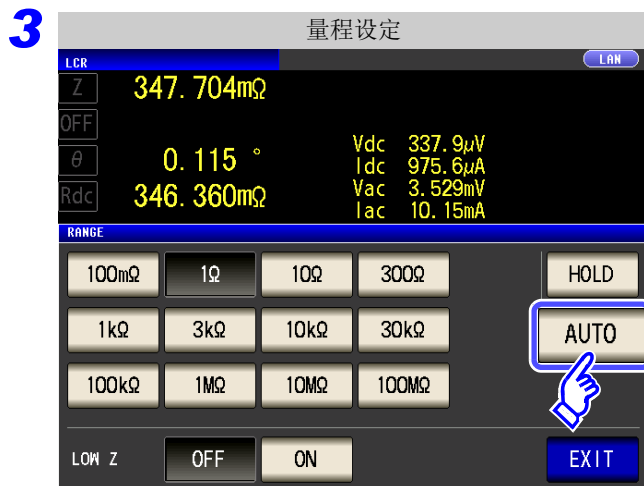 3
量程设定
LCR
LAN
Z 347.704mΩ
OFF
θ 0.115 °
Rdc 346.360mΩ
Vdc 337.9μV
Idc 975.6μA
Vac 3.529mV
Iac 10.15mA
RANGE
100mΩ 1Ω 10Ω 300Ω HOLD
1kΩ 3kΩ 10kΩ 30kΩ AUTO
100kΩ 1MΩ 10MΩ 100MΩ
LOW Z OFF ON EXIT